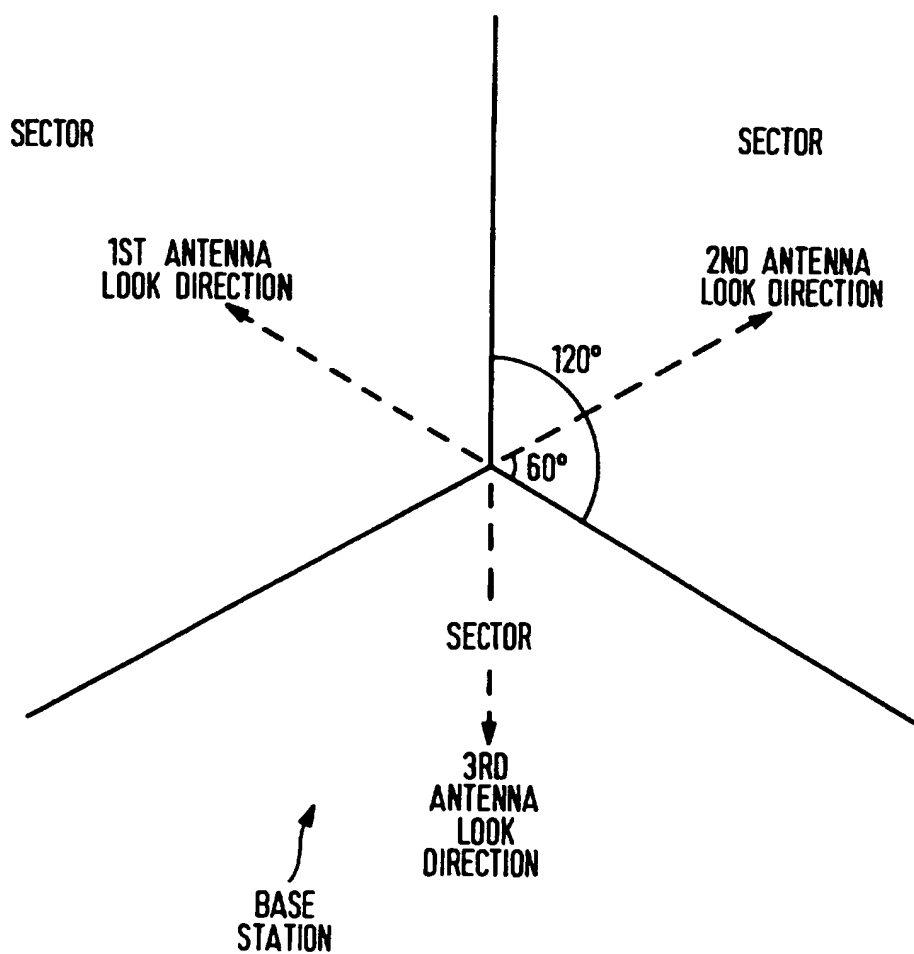 SECTOR
SECTOR
1ST ANTENNA
LOOK DIRECTION
2ND ANTENNA
LOOK DIRECTION
120°
60°
SECTOR
3RD
ANTENNA
LOOK
DIRECTION
BASE
STATION